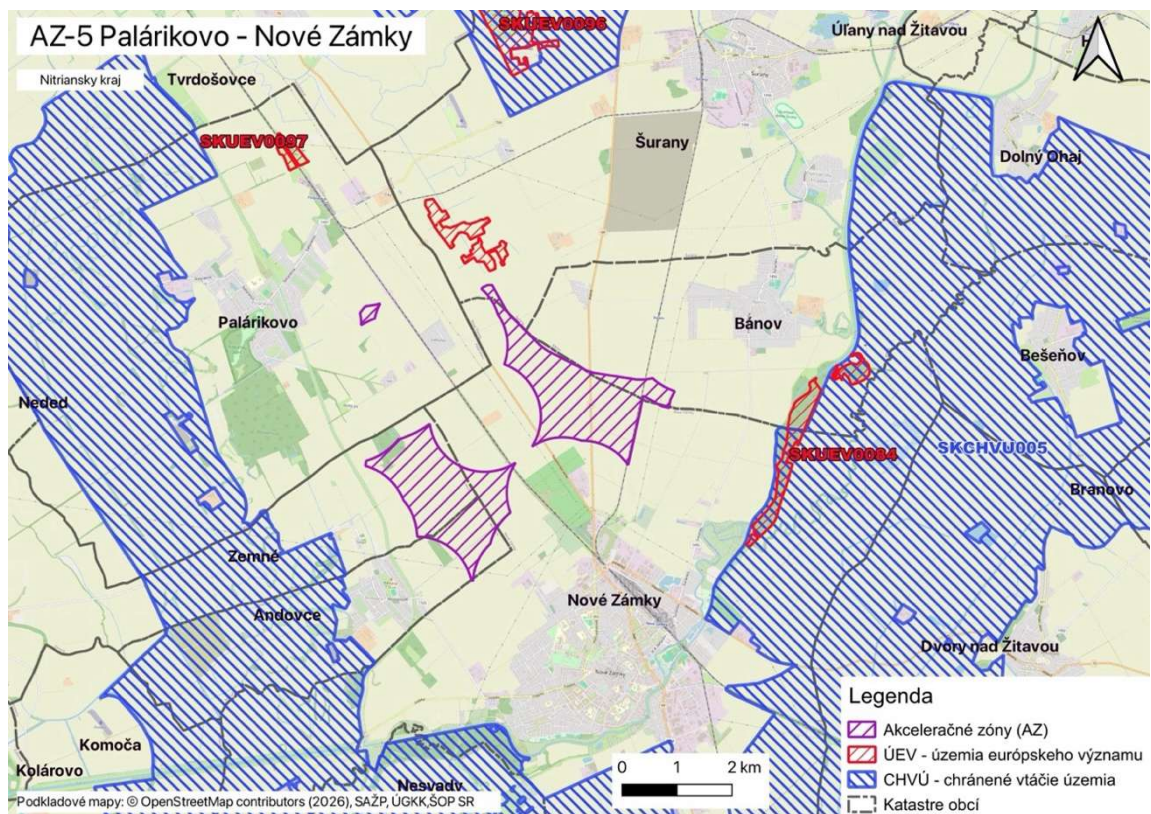 AZ-5 Palárikovo - Nové Zámky
Nitriansky kraj
SKUEV0096
Úľany nad Žitavou
Tvrdošovce
SKUEV0097
Šurany
Dolný Ohaj
Palárikovo
Bánov
Bešeňov
Neded
SKUEV0084
SKCHVU005
Branovo
Zemné
Andovce
Nové Zámky
Dvory nad Žitavou
Komoča
Kolárovo
Nesvady
0 1 2 km
Legenda
Akceleračné zóny (AZ)
ÚEV - územia európskeho významu
CHVÚ - chránené vtáčie územia
Katastre obcí
Podkladové mapy: © OpenStreetMap contributors (2026), SAŽP, ÚGKK,ŠOP SR